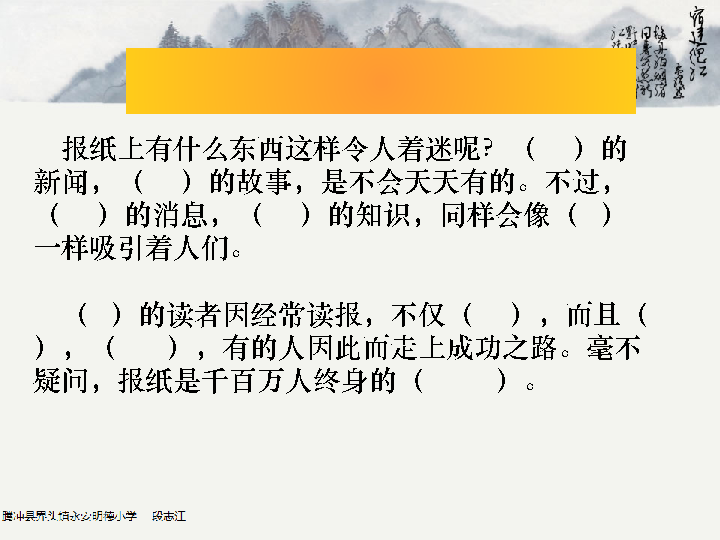 宿建德江
报纸上有什么东西这样令人着迷呢?（ ）的
新闻，（ ）的故事，是不会天天有的。不过，
（ ）的消息，（ ）的知识，同样会像（ ）
一样吸引着人们。
（ ）的读者因经常读报，不仅（ ），而且（
），（ ），有的人因此而走上成功之路。毫不
疑问，报纸是千百万人终身的（ ）。
腾冲县界头镇永安明德小学 段志江